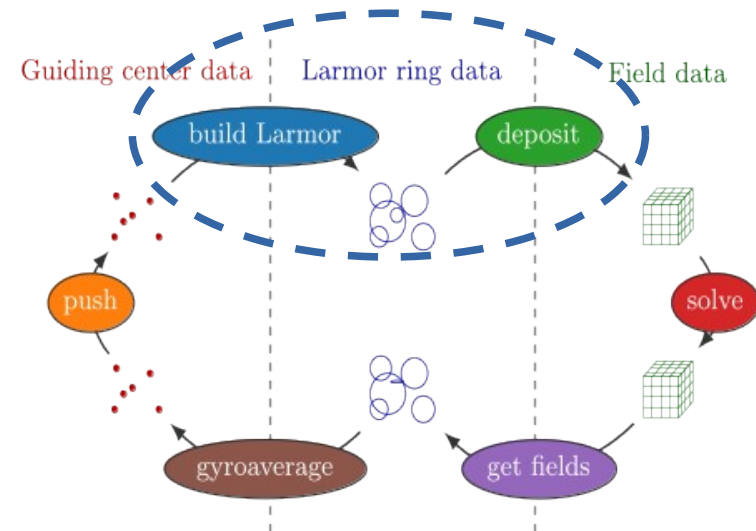 Guiding center data
Larmor ring data
Field data
build Larmor
deposit
push
solve
gyroaverage
get fields